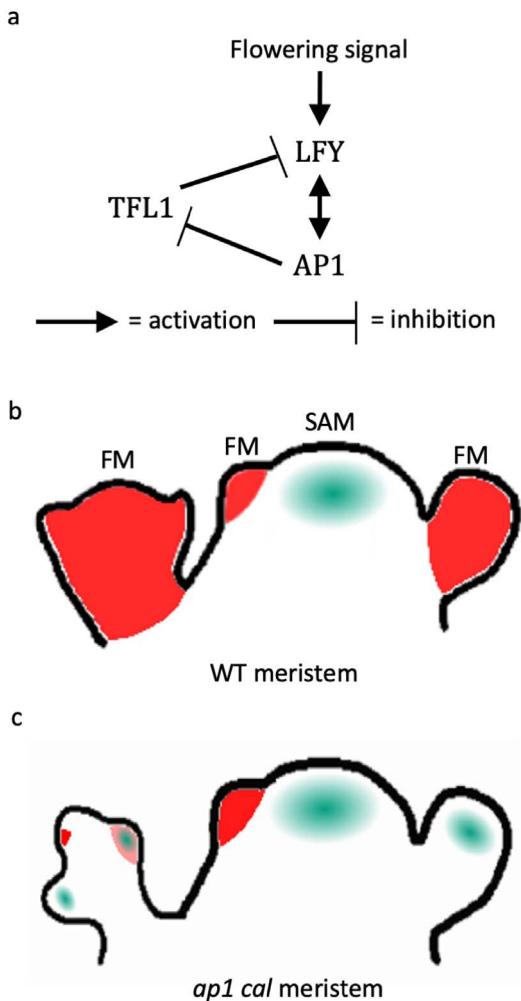 a
Flowering signal
LFY
TFL1
AP1
= activation
= inhibition
b
SAM
FM
FM
FM
WT meristem
c
ap1 cal meristem